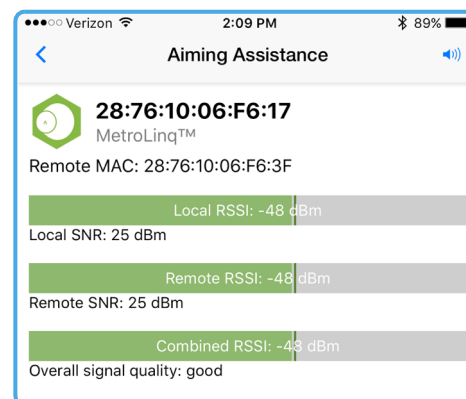 Verizon 2:09 PM 89%
Aiming Assistance
28:76:10:06:F6:17
MetroLinq™
Remote MAC: 28:76:10:06:F6:3F
Local RSSI: -48 dBm
Local SNR: 25 dBm
Remote RSSI: -48 dBm
Remote SNR: 25 dBm
Combined RSSI: -48 dBm
Overall signal quality: good